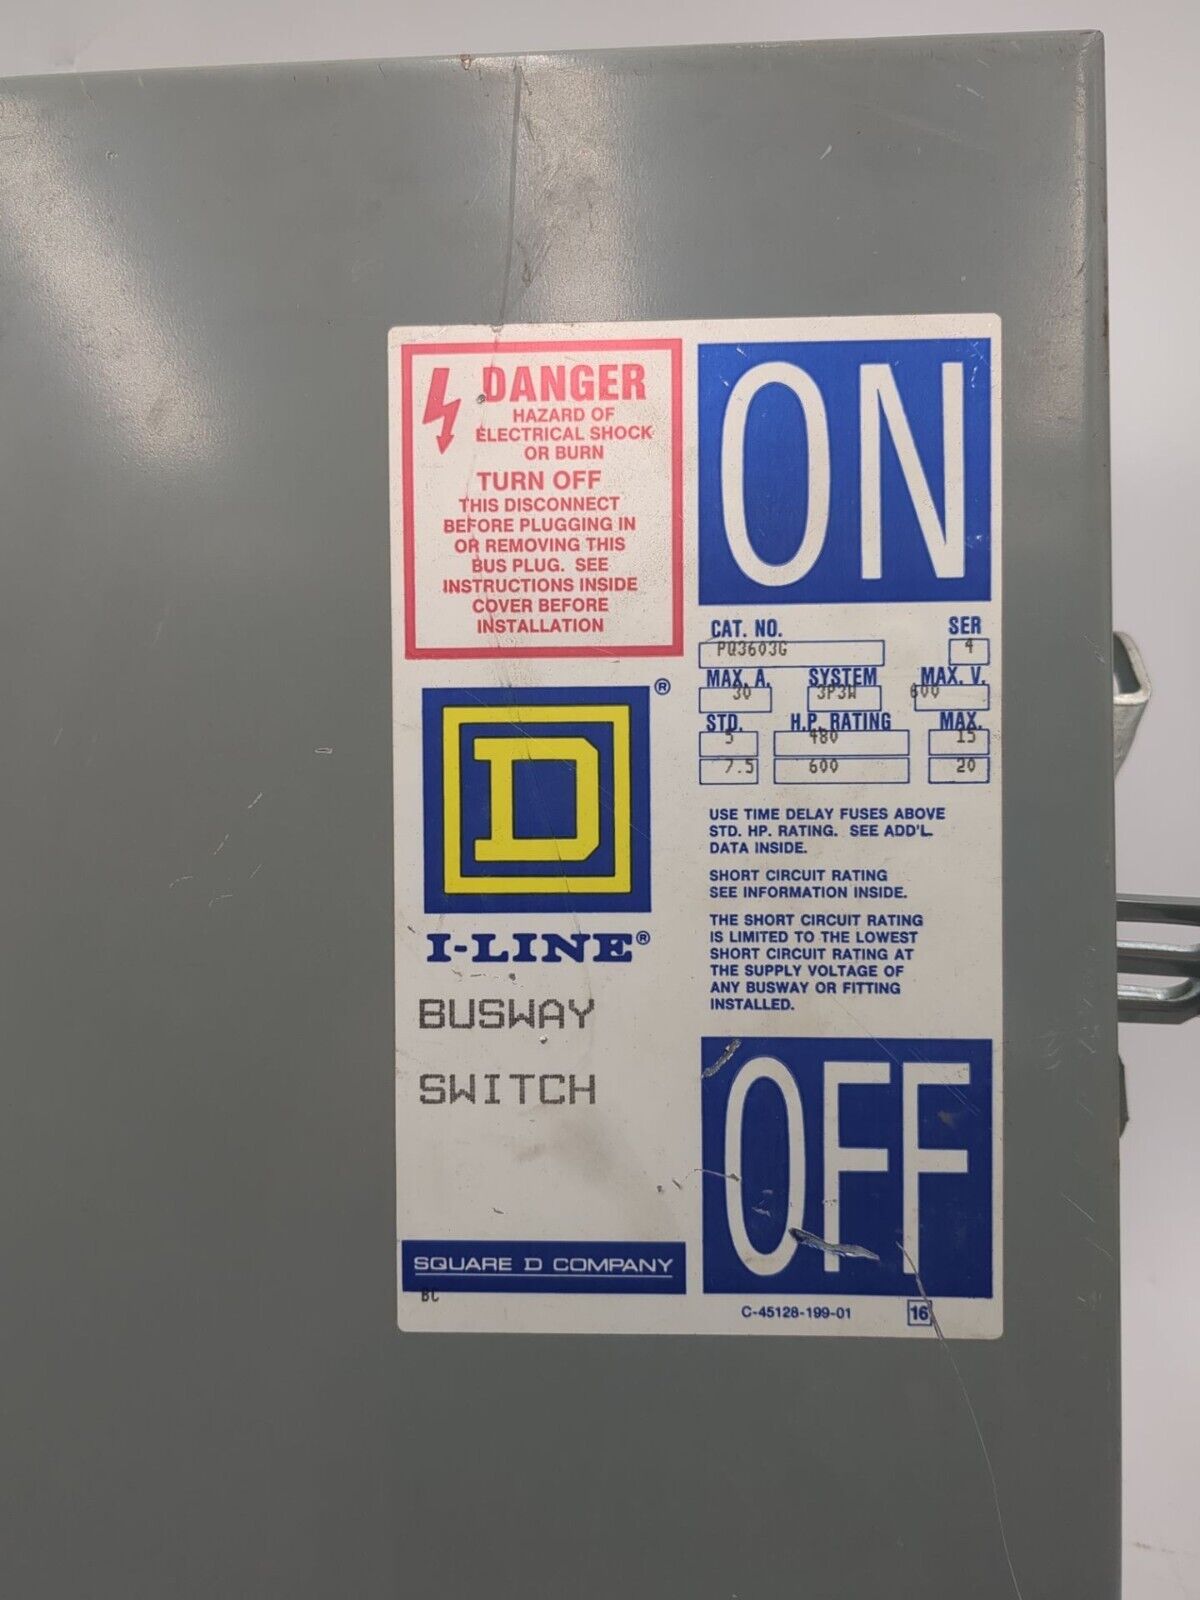 DANGER
HAZARD OF
ELECTRICAL SHOCK
OR BURN
TURN OFF
THIS DISCONNECT
BEFORE PLUGGING IN
OR REMOVING THIS
BUS PLUG. SEE
INSTRUCTIONS INSIDE
COVER BEFORE
INSTALLATION
D ®
I-LINE®
BUSWAY
SWITCH
SQUARE D COMPANY
BC
ON
CAT. NO. SER
PQ3603G 4
MAX. A. SYSTEM MAX. V.
30 3P3W 600
STD. H.P. RATING MAX.
5 480 15
7.5 600 20
USE TIME DELAY FUSES ABOVE
STD. HP. RATING. SEE ADD'L.
DATA INSIDE.
SHORT CIRCUIT RATING
SEE INFORMATION INSIDE.
THE SHORT CIRCUIT RATING
IS LIMITED TO THE LOWEST
SHORT CIRCUIT RATING AT
THE SUPPLY VOLTAGE OF
ANY BUSWAY OR FITTING
INSTALLED.
OFF
C-45128-199-01 16